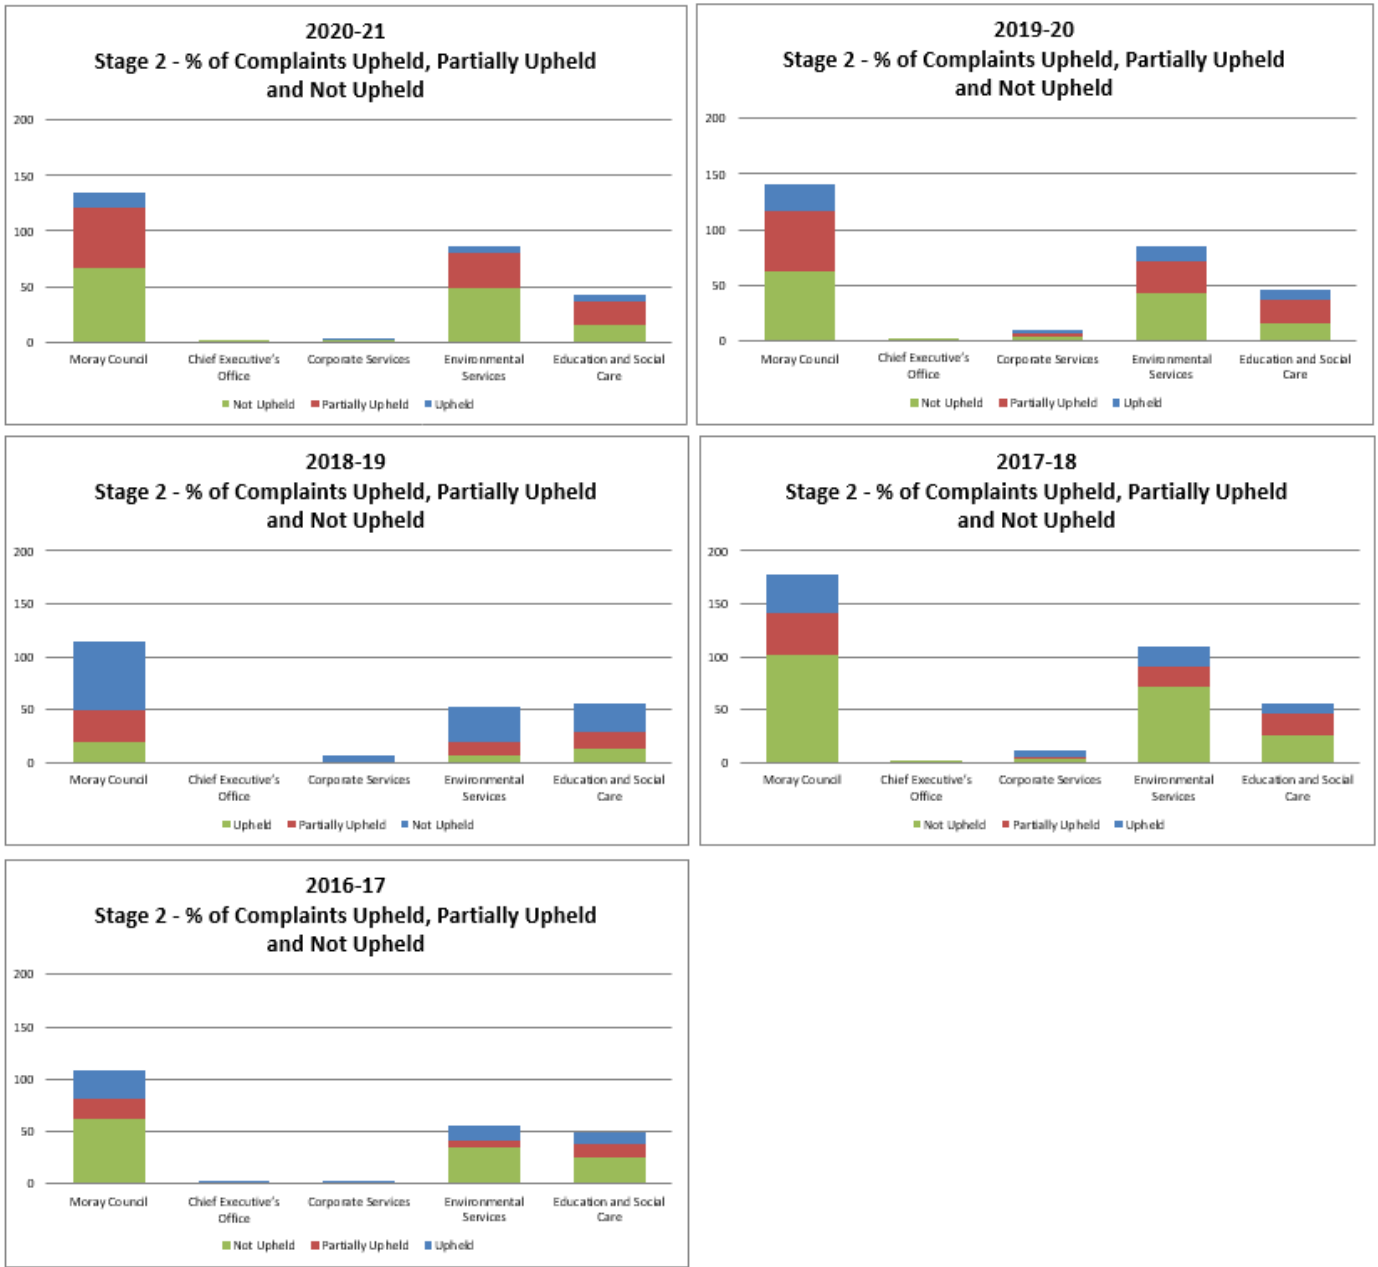 2020-21
Stage 2 - % of Complaints Upheld, Partially Upheld
and Not Upheld
200
150
100
50
0
Moray Council
Chief Executive's
Office
Corporate Services
Environmental
Services
Education and Social
Care
Not Upheld
Partially Upheld
Upheld
2019-20
Stage 2 - % of Complaints Upheld, Partially Upheld
and Not Upheld
200
150
100
50
0
Moray Council
Chief Executive's
Office
Corporate Services
Environmental
Services
Education and Social
Care
Not Upheld
Partially Upheld
Upheld
2018-19
Stage 2 - % of Complaints Upheld, Partially Upheld
and Not Upheld
200
150
100
50
0
Moray Council
Chief Executive's
Office
Corporate Services
Environmental
Services
Education and Social
Care
Upheld
Partially Upheld
Not Upheld
2017-18
Stage 2 - % of Complaints Upheld, Partially Upheld
and Not Upheld
200
150
100
50
0
Moray Council
Chief Executive's
Office
Corporate Services
Environmental
Services
Education and Social
Care
Not Upheld
Partially Upheld
Upheld
2016-17
Stage 2 - % of Complaints Upheld, Partially Upheld
and Not Upheld
200
150
100
50
0
Moray Council
Chief Executive's
Office
Corporate Services
Environmental
Services
Education and Social
Care
Not Upheld
Partially Upheld
Upheld